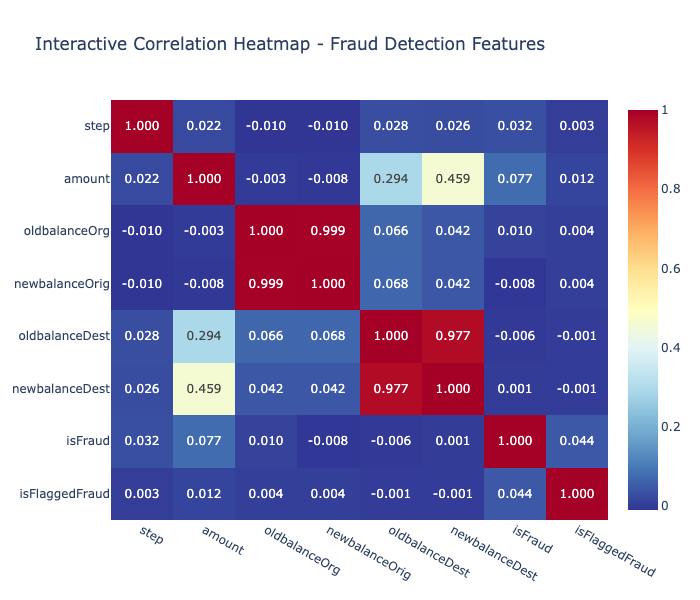 Interactive Correlation Heatmap - Fraud Detection Features
step 1.000 0.022 -0.010 -0.010 0.028 0.026 0.032 0.003
amount 0.022 1.000 -0.003 -0.008 0.294 0.459 0.077 0.012
oldbalanceOrg -0.010 -0.003 1.000 0.999 0.066 0.042 0.010 0.004
newbalanceOrig -0.010 -0.008 0.999 1.000 0.068 0.042 -0.008 0.004
oldbalanceDest 0.028 0.294 0.066 0.068 1.000 0.977 -0.006 -0.001
newbalanceDest 0.026 0.459 0.042 0.042 0.977 1.000 0.001 -0.001
isFraud 0.032 0.077 0.010 -0.008 -0.006 0.001 1.000 0.044
isFlaggedFraud 0.003 0.012 0.004 0.004 -0.001 -0.001 0.044 1.000
step amount oldbalanceOrg newbalanceOrig oldbalanceDest newbalanceDest isFraud isFlaggedFraud
1
0.8
0.6
0.4
0.2
0